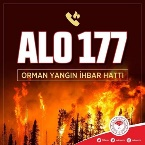 ALO 177
ORMAN YANGIN İHBAR HATTI